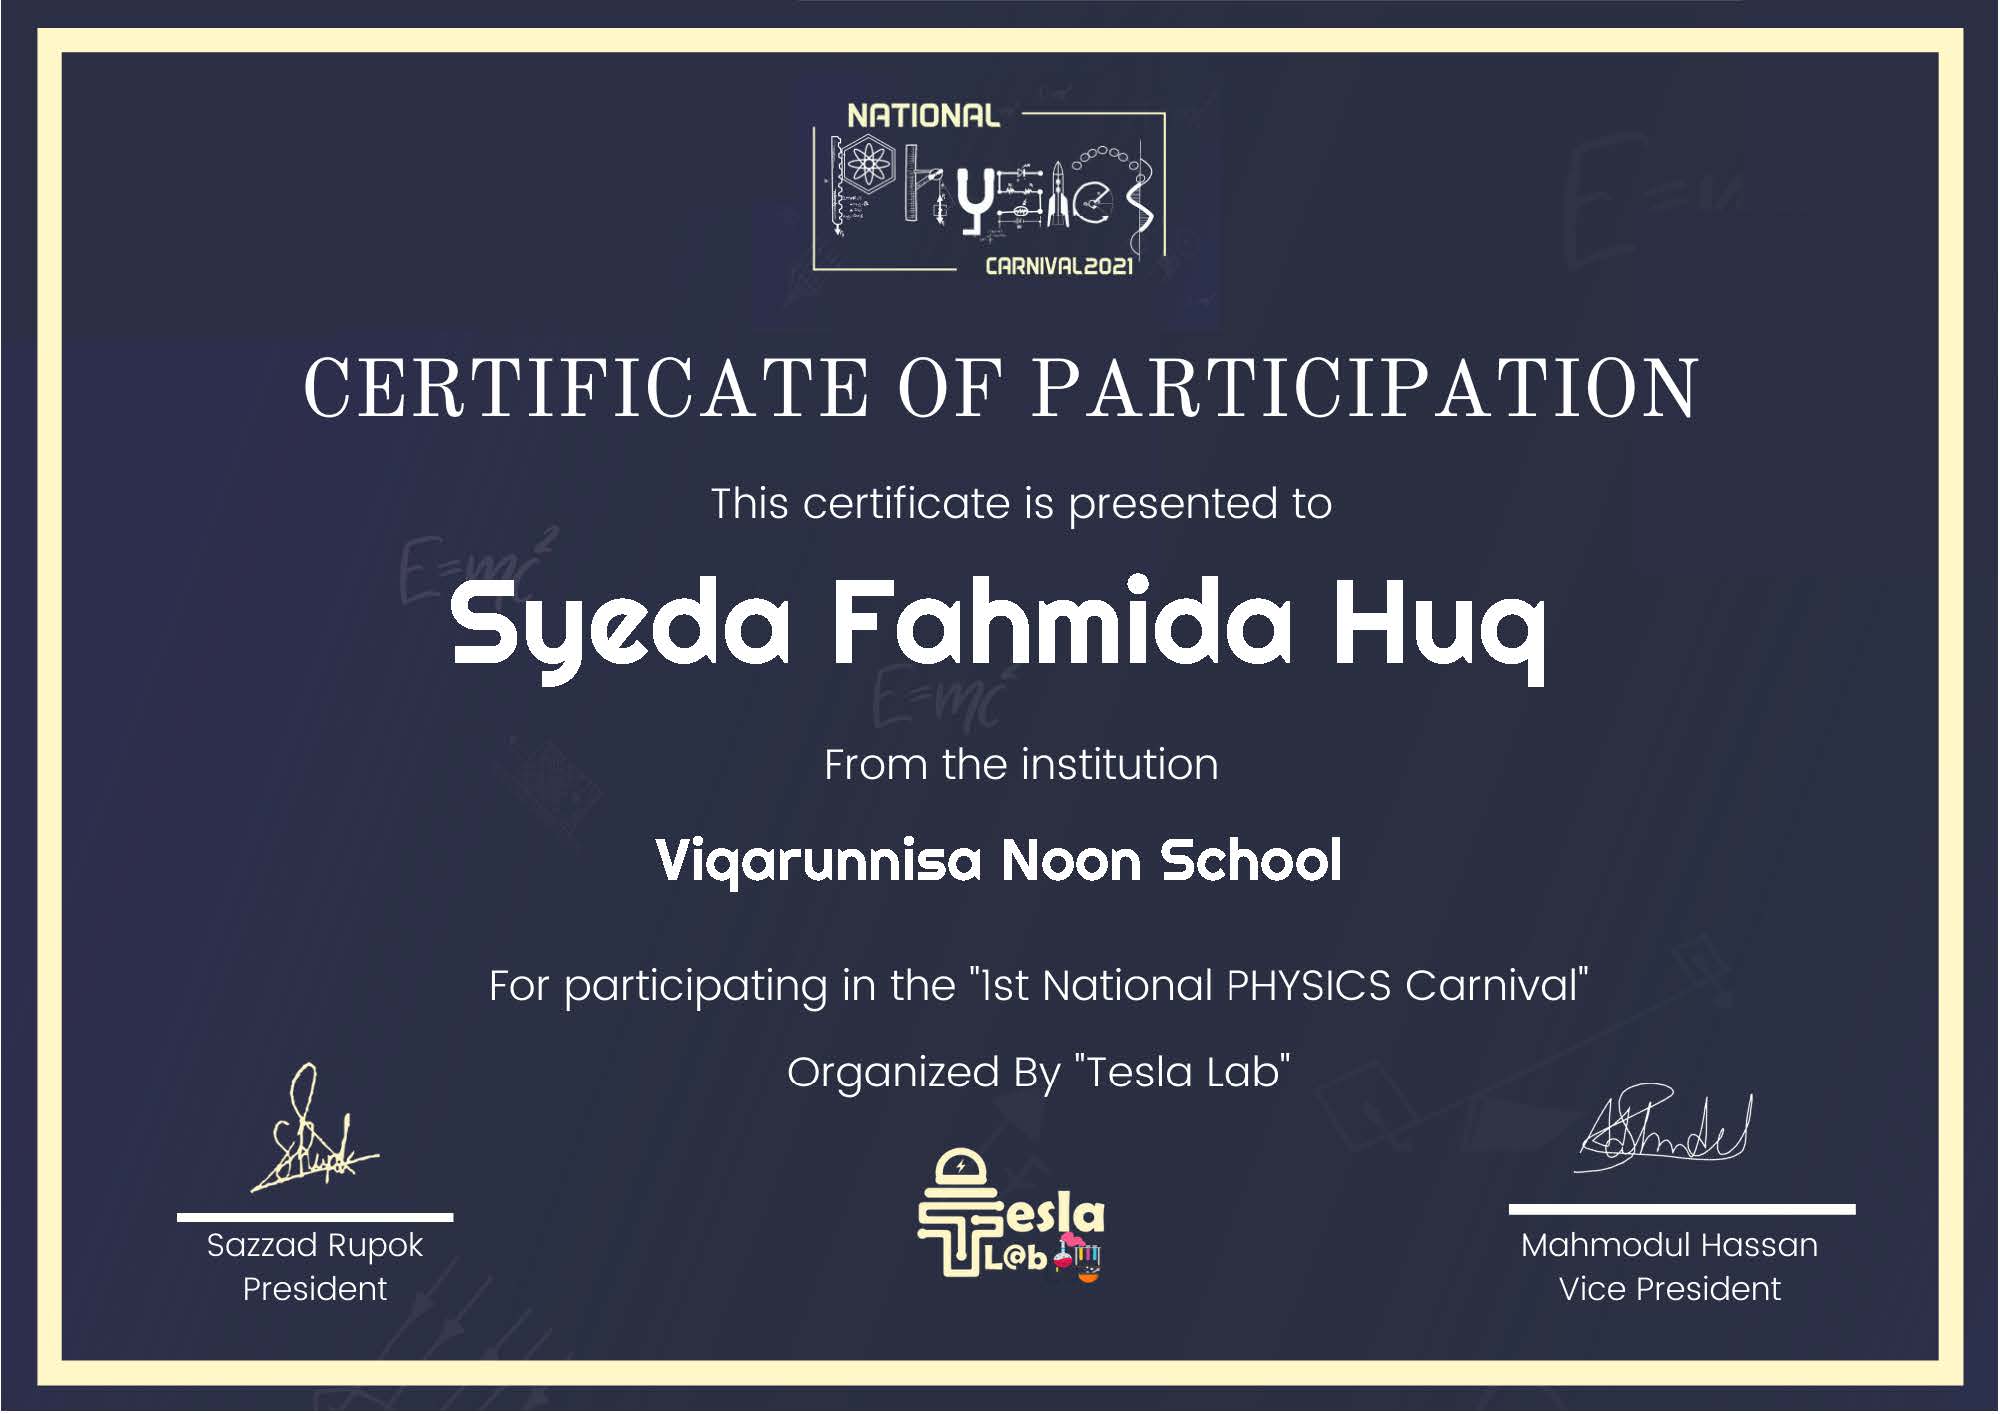 NATIONAL
Physics
CARNIVAL2021
CERTIFICATE OF PARTICIPATION
This certificate is presented to
E=mc²
Syeda Fahmida Huq
E=mc²
From the institution
Viqarunnisa Noon School
For participating in the "1st National PHYSICS Carnival"
Organized By "Tesla Lab"
Tesla
L@b
Sazzad Rupok
President
Mahmodul Hassan
Vice President